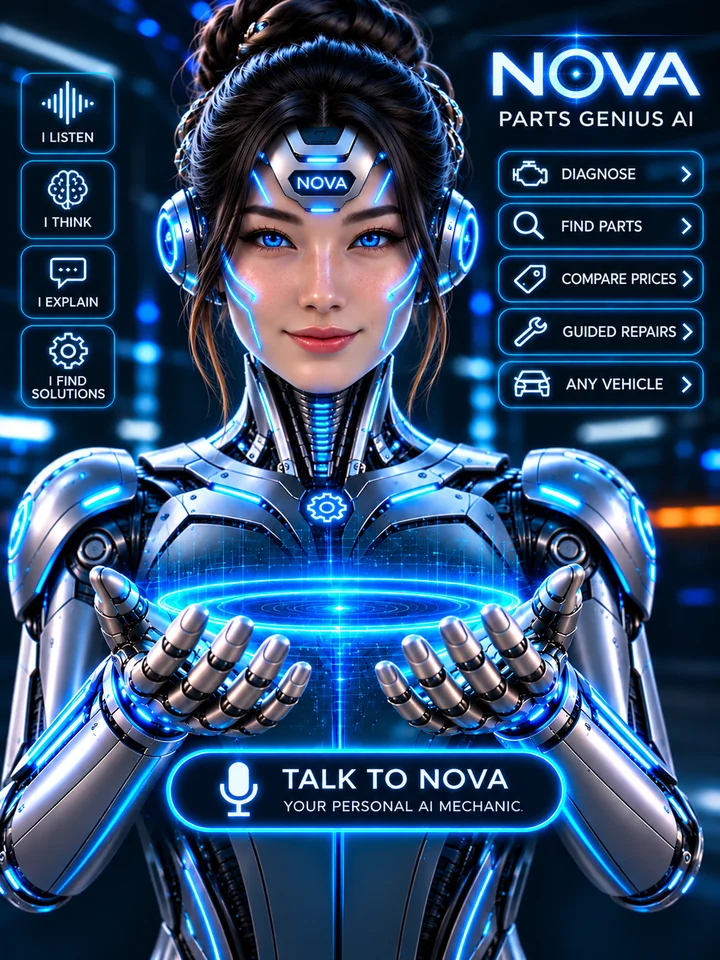 NOVA
PARTS GENIUS AI
I LISTEN
I THINK
I EXPLAIN
I FIND
SOLUTIONS
NOVA
DIAGNOSE
FIND PARTS
COMPARE PRICES
GUIDED REPAIRS
ANY VEHICLE
TALK TO NOVA
YOUR PERSONAL AI MECHANIC.